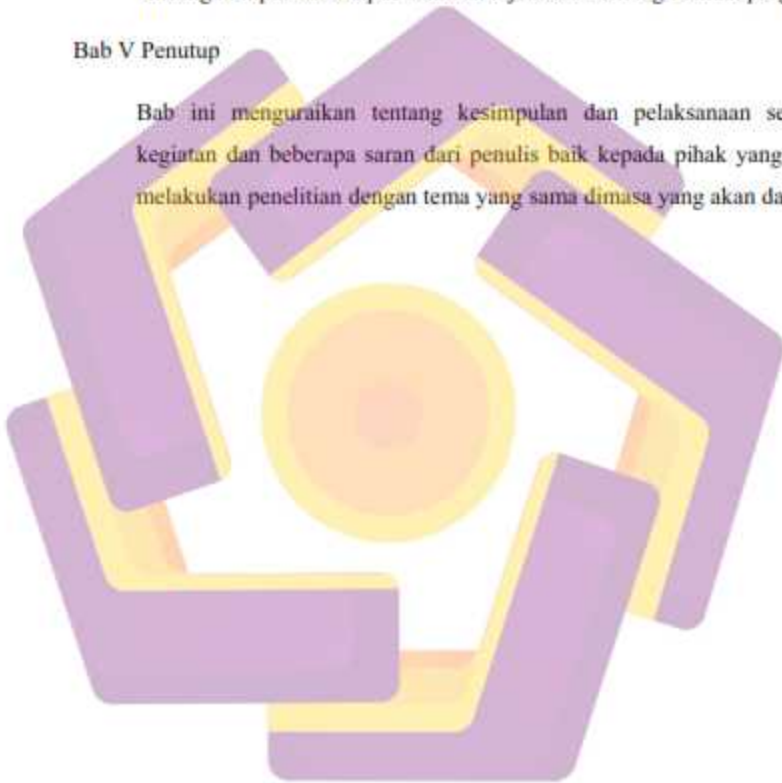 Bab V Penutup
Bab ini menguraikan tentang kesimpulan dan pelaksanaan
kegiatan dan beberapa saran dari penulis baik kepada pihak yang
melakukan penelitian dengan tema yang sama dimasa yang akan